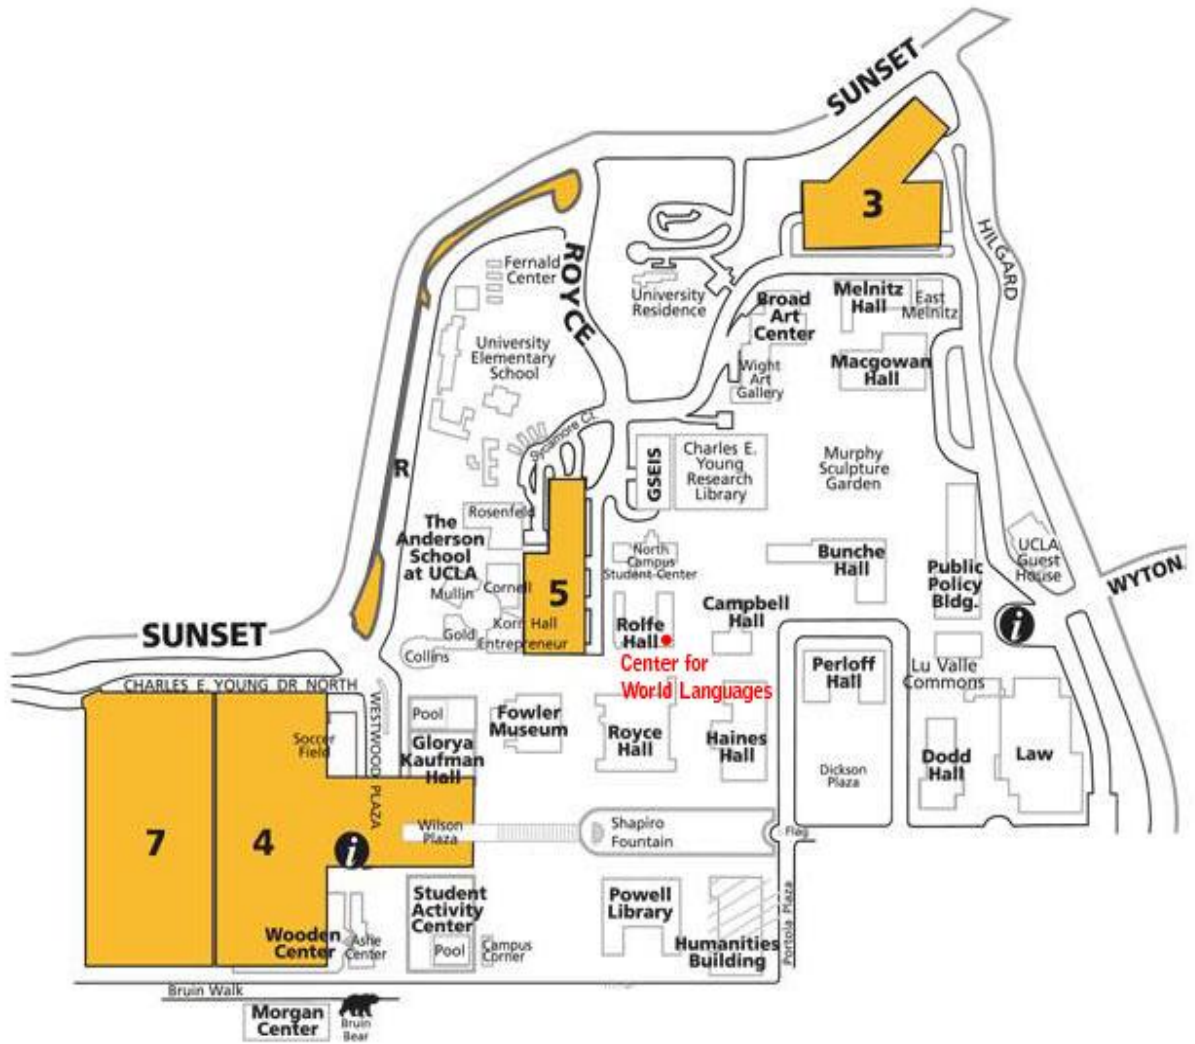 SUNSET
3
HILGARD
ROYCE
Fernald
Center
University
Residence
Broad
Art
Center
Melnitz
Hall
East
Melnitz
University
Elementary
School
Wight
Art
Gallery
Macgowan
Hall
Sycamore Ct.
R
GSEIS
Charles E.
Young
Research
Library
Murphy
Sculpture
Garden
Rosenfeld
The
Anderson
School
at UCLA
Mullin
Cornell
5
North
Campus
Student Center
Bunche
Hall
Public
Policy
Bldg.
UCLA
Guest
House
WYTON
i
SUNSET
Gold
Korn Hall
Entrepreneur
Collins
Rolfe
Hall
Campbell
Hall
Center for
World Languages
Perloff
Hall
Lu Valle
Commons
CHARLES E. YOUNG DR NORTH
WESTWOOD PLAZA
Soccer
Field
Pool
Glorya
Kaufman
Hall
Fowler
Museum
Royce
Hall
Haines
Hall
Dickson
Plaza
Dodd
Hall
Law
7
4
i
Wilson
Plaza
Shapiro
Fountain
Flag
Student
Activity
Center
Pool
Campus
Corner
Powell
Library
Humanities
Building
Portola Plaza
Wooden
Center
Ashe
Center
Bruin Walk
Morgan
Center
Bruin
Bear